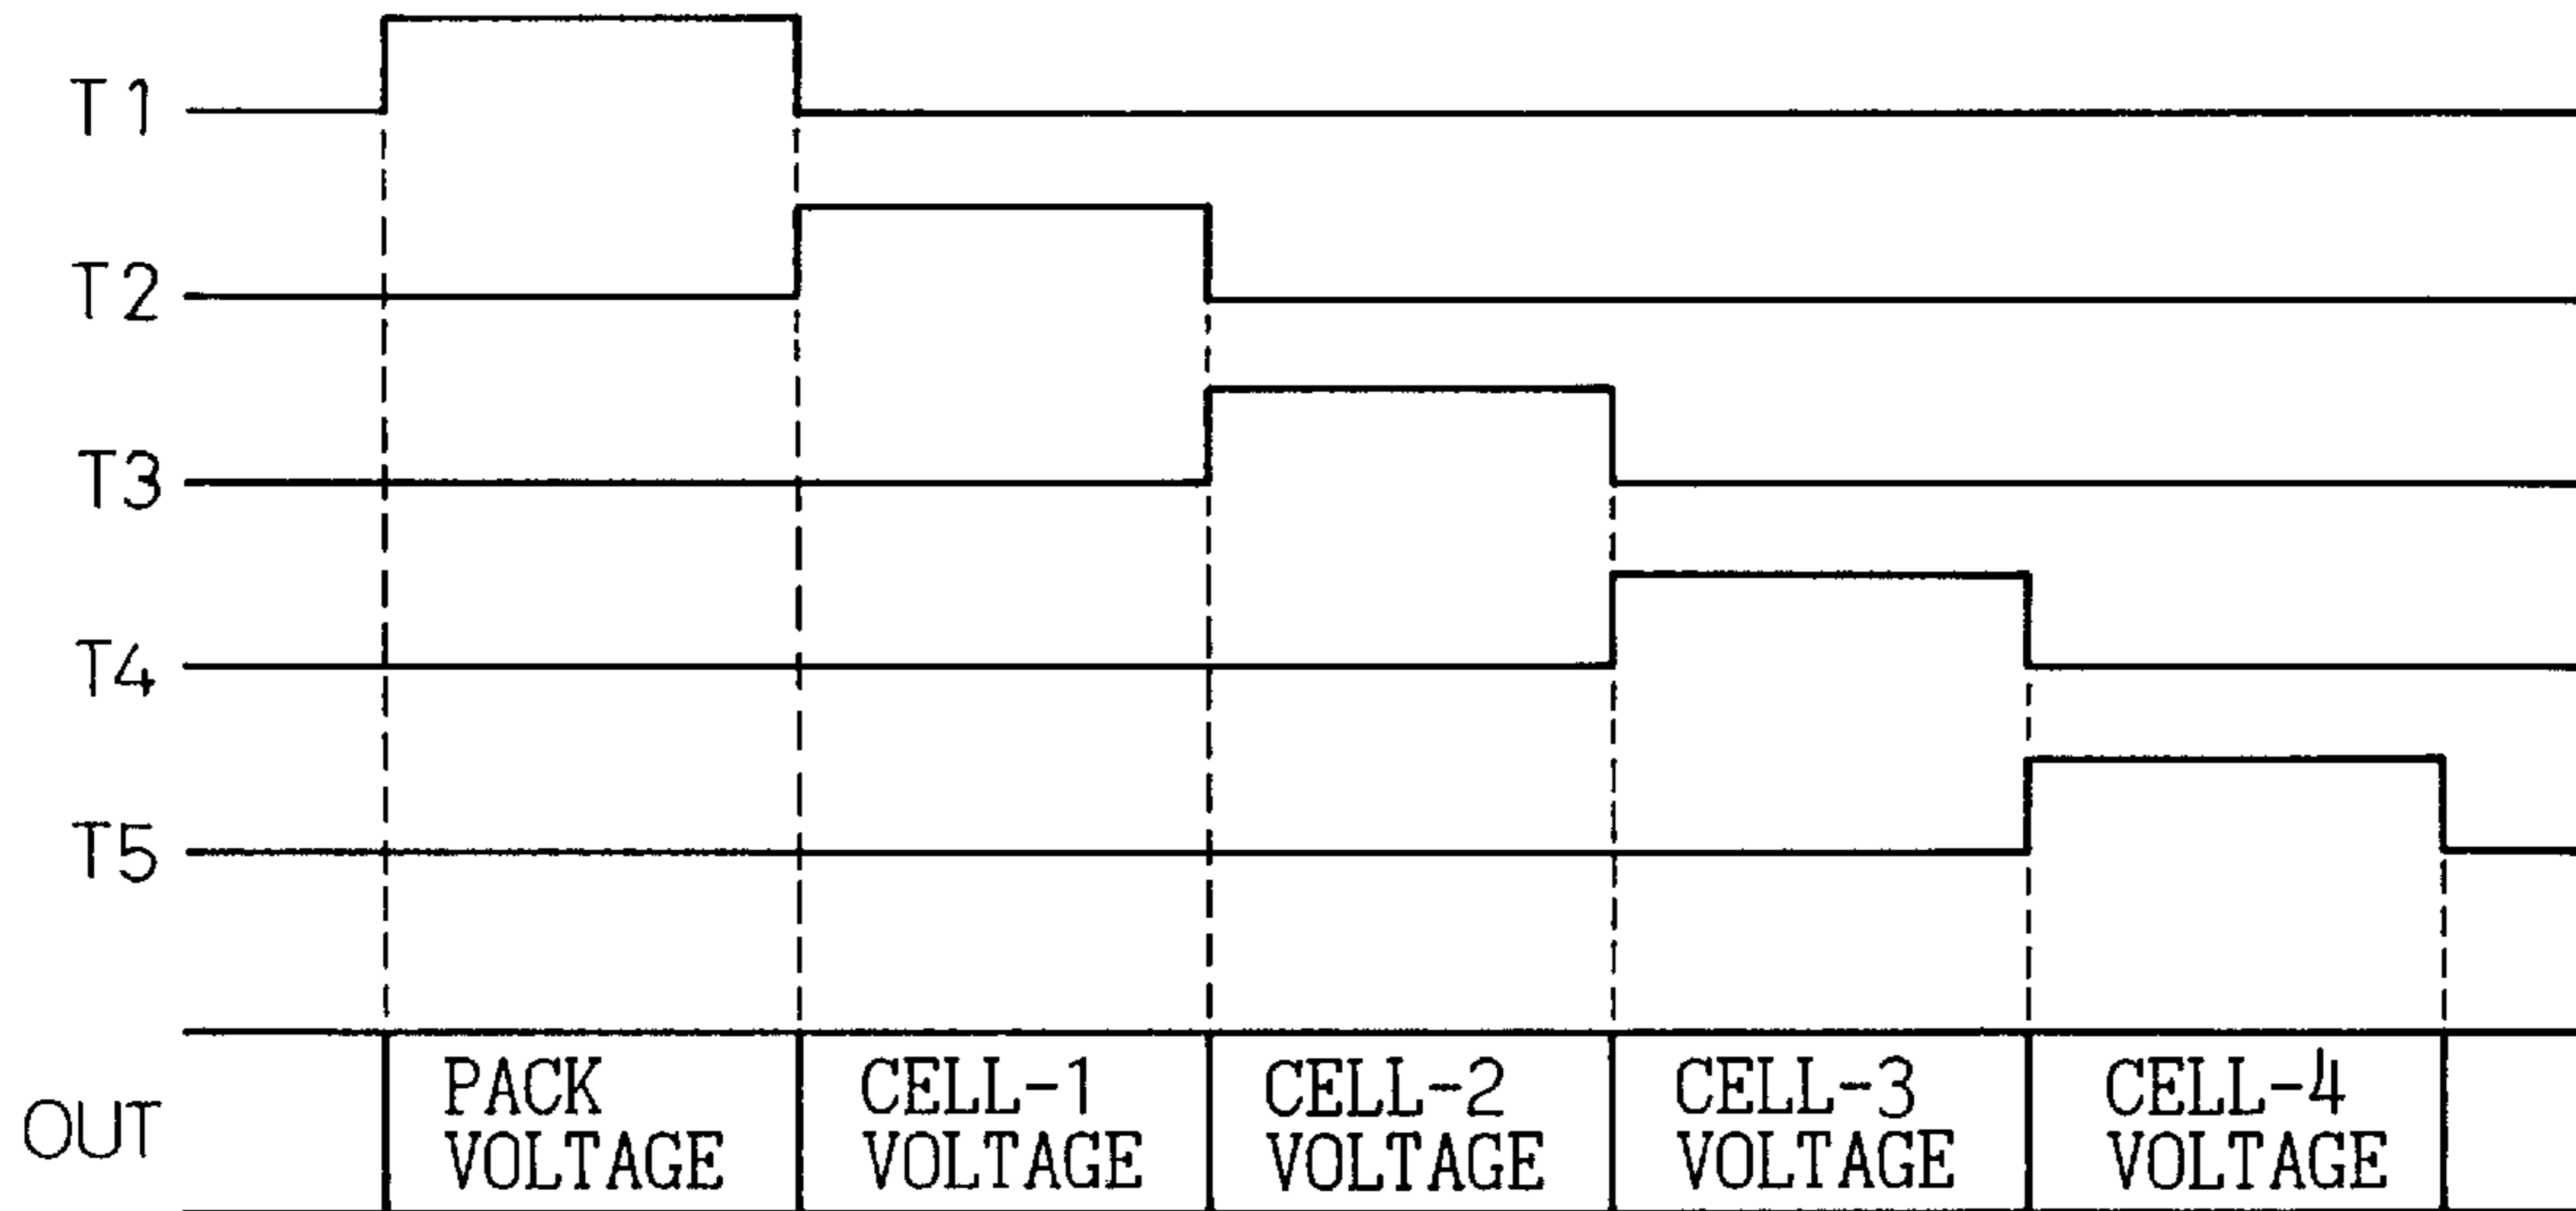 T1
T2
T3
T4
T5
OUT
PACK
VOLTAGE
CELL-1
VOLTAGE
CELL-2
VOLTAGE
CELL-3
VOLTAGE
CELL-4
VOLTAGE